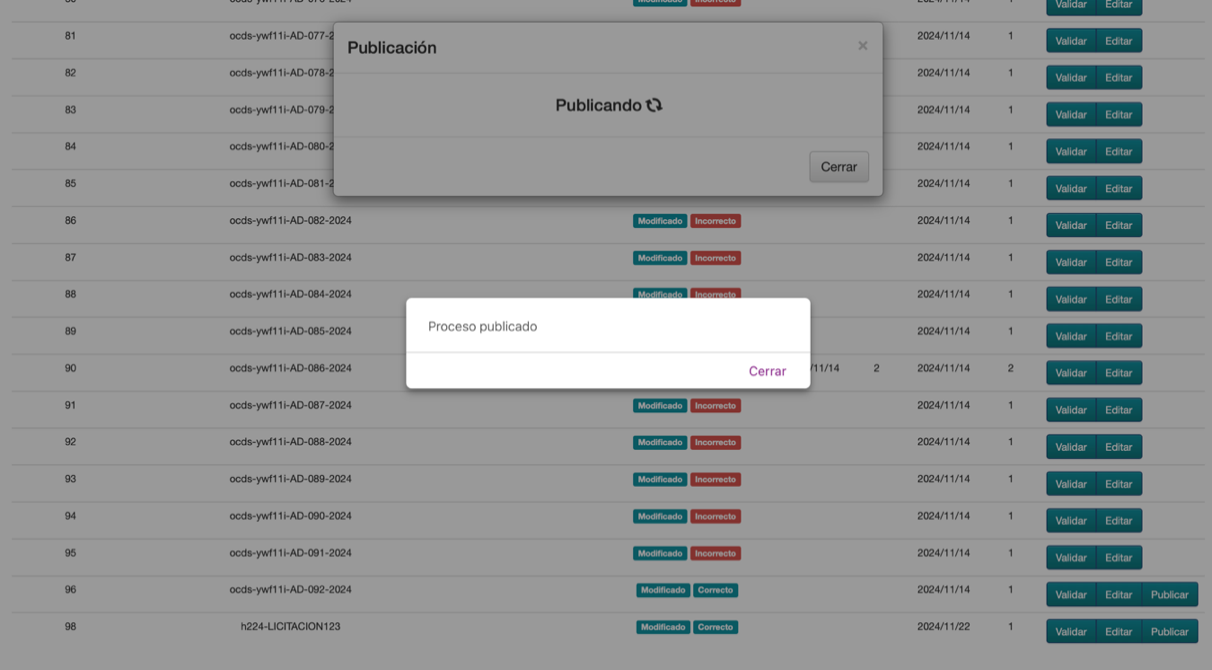 Validar Editar
81 ocds-ywf11i-AD-077-2 2024/11/14 1 Validar Editar
Publicación ×
82 ocds-ywf11i-AD-078-2 2024/11/14 1 Validar Editar
83 ocds-ywf11i-AD-079-2 2024/11/14 1 Validar Editar
Publicando
84 ocds-ywf11i-AD-080-2 2024/11/14 1 Validar Editar
Cerrar
85 ocds-ywf11i-AD-081-2 2024/11/14 1 Validar Editar
86 ocds-ywf11i-AD-082-2024 Modificado Incorrecto 2024/11/14 1 Validar Editar
87 ocds-ywf11i-AD-083-2024 Modificado Incorrecto 2024/11/14 1 Validar Editar
88 ocds-ywf11i-AD-084-2024 Modificado Incorrecto 2024/11/14 1 Validar Editar
Proceso publicado
89 ocds-ywf11i-AD-085-2024 2024/11/14 1 Validar Editar
90 ocds-ywf11i-AD-086-2024 /11/14 2 2024/11/14 2 Validar Editar
Cerrar
91 ocds-ywf11i-AD-087-2024 Modificado Incorrecto 2024/11/14 1 Validar Editar
92 ocds-ywf11i-AD-088-2024 Modificado Incorrecto 2024/11/14 1 Validar Editar
93 ocds-ywf11i-AD-089-2024 Modificado Incorrecto 2024/11/14 1 Validar Editar
94 ocds-ywf11i-AD-090-2024 Modificado Incorrecto 2024/11/14 1 Validar Editar
95 ocds-ywf11i-AD-091-2024 Modificado Incorrecto 2024/11/14 1 Validar Editar
96 ocds-ywf11i-AD-092-2024 Modificado Correcto 2024/11/14 1 Validar Editar Publicar
98 h224-LICITACION123 Modificado Correcto 2024/11/22 1 Validar Editar Publicar